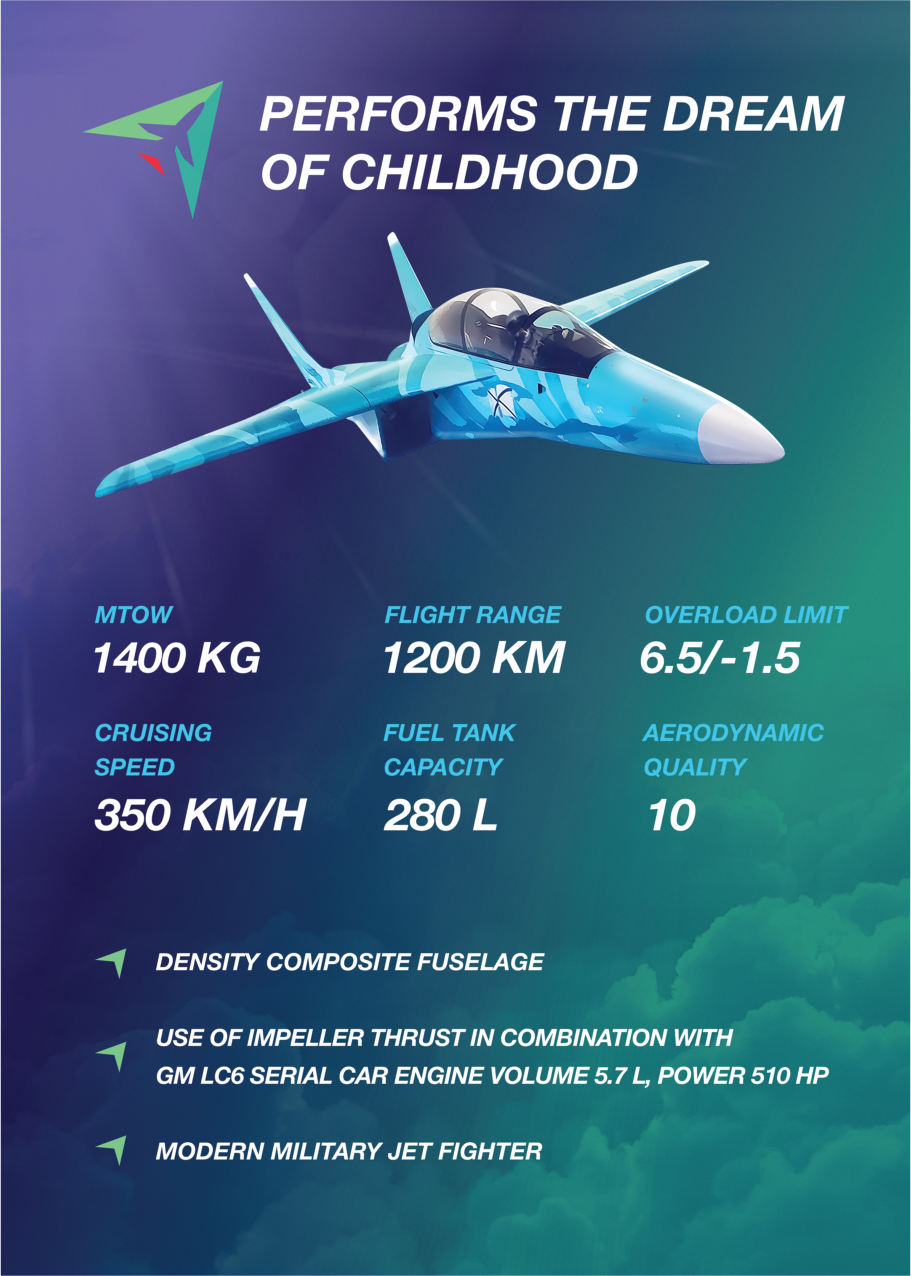 PERFORMS THE DREAM
OF CHILDHOOD
MTOW
1400 KG
FLIGHT RANGE
1200 KM
OVERLOAD LIMIT
6.5/-1.5
CRUISING
SPEED
350 KM/H
FUEL TANK
CAPACITY
280 L
AERODYNAMIC
QUALITY
10
DENSITY COMPOSITE FUSELAGE
USE OF IMPELLER THRUST IN COMBINATION WITH
GM LC6 SERIAL CAR ENGINE VOLUME 5.7 L, POWER 510 HP
MODERN MILITARY JET FIGHTER